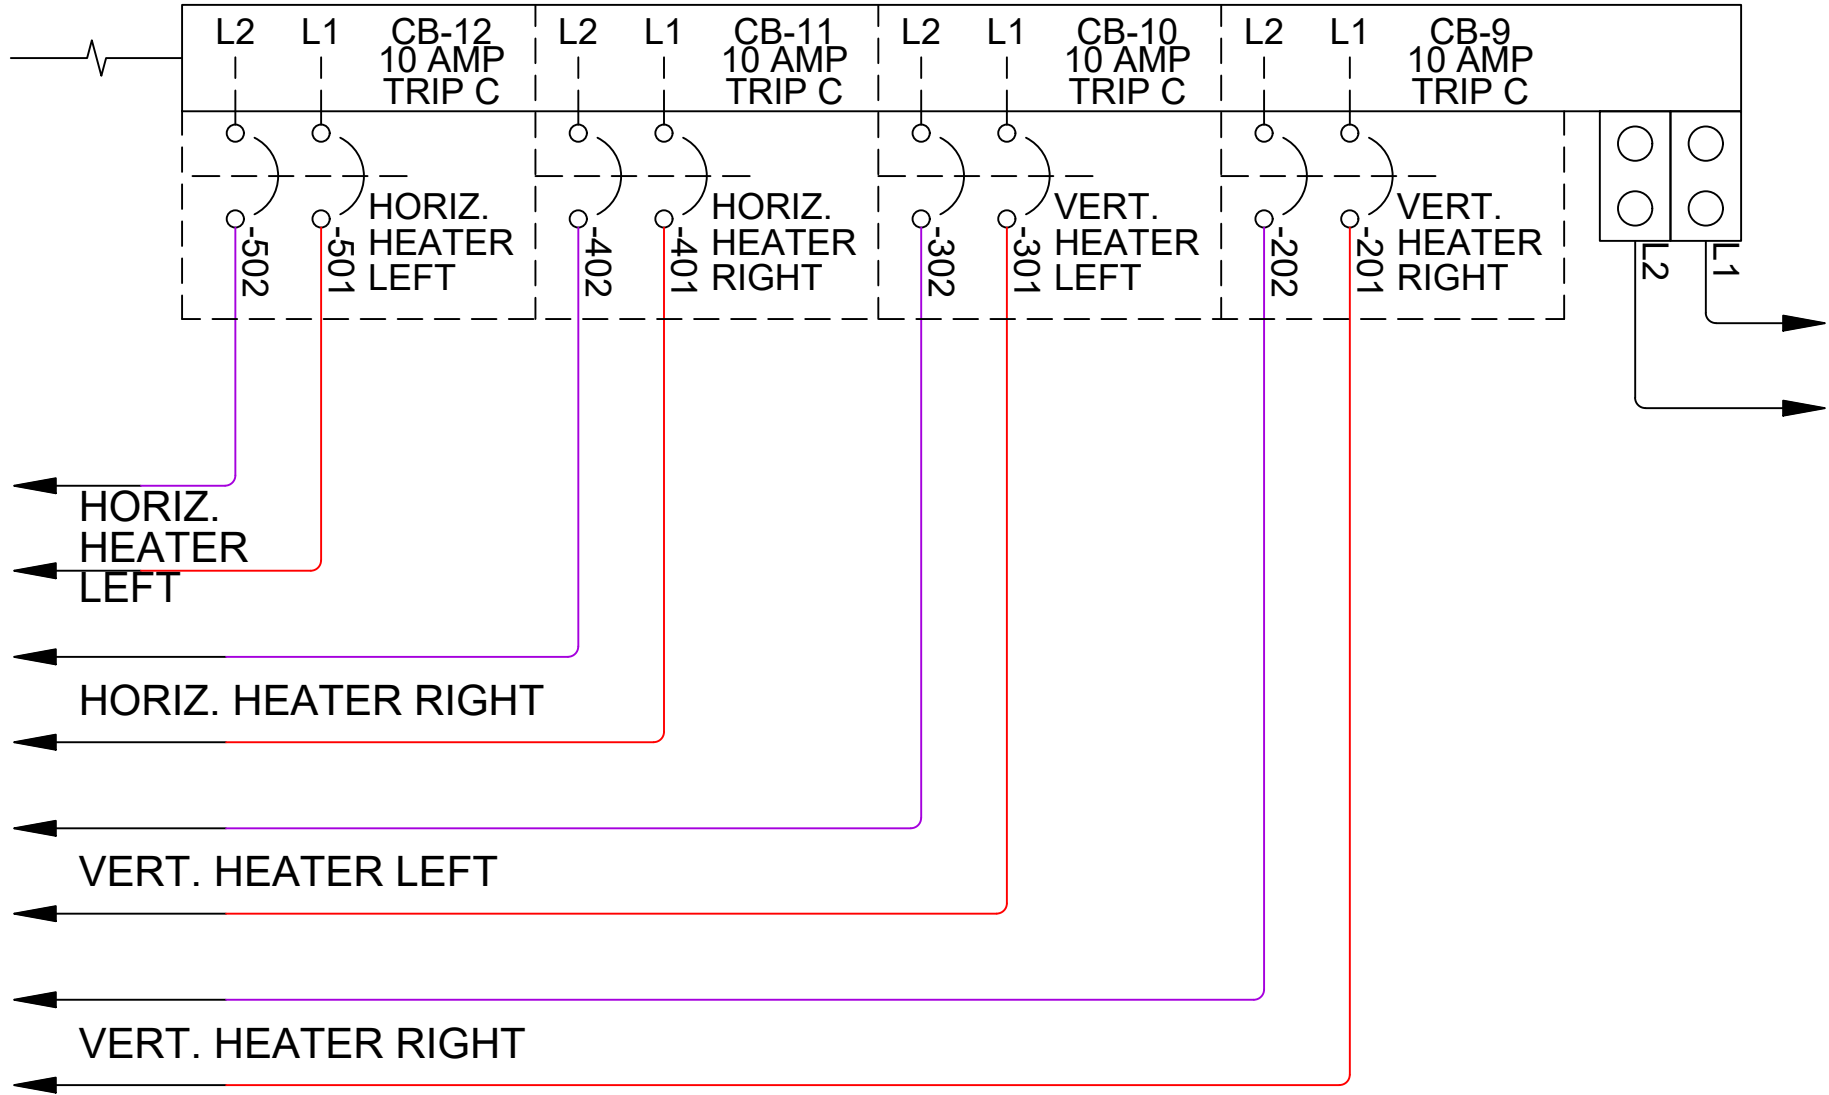 L2 L1 CB-12 L2 L1 CB-11 L2 L1 CB-10 L2 L1 CB-9
10 AMP 10 AMP 10 AMP 10 AMP
TRIP C TRIP C TRIP C TRIP C
-502 -501 HORIZ.
HEATER
LEFT
-402 -401 HORIZ.
HEATER
RIGHT
-302 -301 VERT.
HEATER
LEFT
-202 -201 VERT.
HEATER
RIGHT
L2 L1
HORIZ.
HEATER
LEFT
HORIZ. HEATER RIGHT
VERT. HEATER LEFT
VERT. HEATER RIGHT